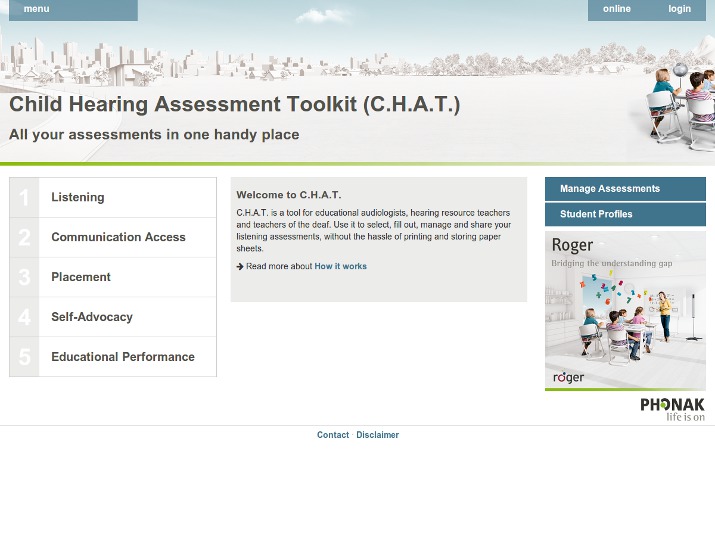 menu
online
login
Child Hearing Assessment Toolkit (C.H.A.T.)
All your assessments in one handy place
1 Listening
2 Communication Access
3 Placement
4 Self-Advocacy
5 Educational Performance
Welcome to C.H.A.T.
C.H.A.T. is a tool for educational audiologists, hearing resource teachers
and teachers of the deaf. Use it to select, fill out, manage and share your
listening assessments, without the hassle of printing and storing paper
sheets.
→ Read more about How it works
Manage Assessments
Student Profiles
Roger
Bridging the understanding gap
roger
PHONAK
life is on
Contact · Disclaimer